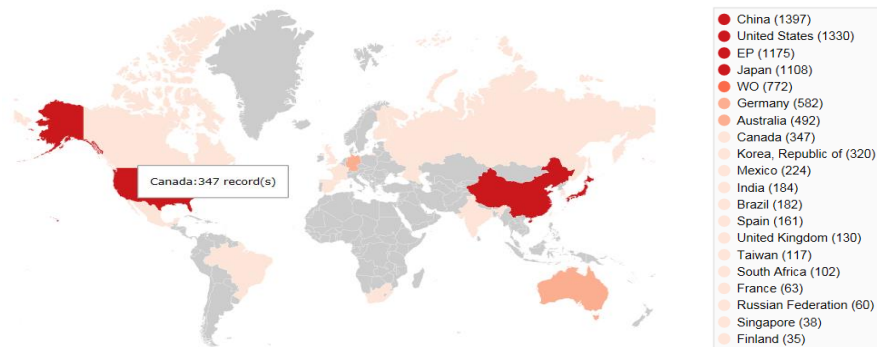 Canada:347 record(s)
China (1397)
United States (1330)
EP (1175)
Japan (1108)
WO (772)
Germany (582)
Australia (492)
Canada (347)
Korea, Republic of (320)
Mexico (224)
India (184)
Brazil (182)
Spain (161)
United Kingdom (130)
Taiwan (117)
South Africa (102)
France (63)
Russian Federation (60)
Singapore (38)
Finland (35)